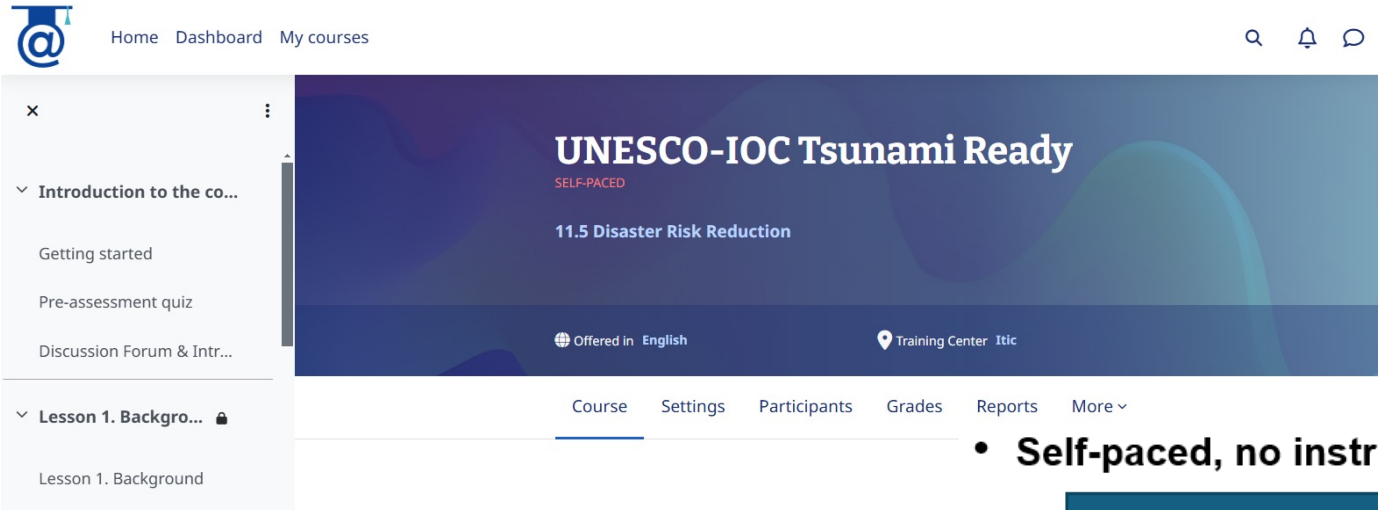 @
Home Dashboard My courses
Introduction to the co...
Getting started
Pre-assessment quiz
Discussion Forum & Intr...
Lesson 1. Backgro...
Lesson 1. Background
UNESCO-IOC Tsunami Ready
SELF-PACED
11.5 Disaster Risk Reduction
Offered in English
Training Center Itic
Course Settings Participants Grades Reports More
• Self-paced, no instr